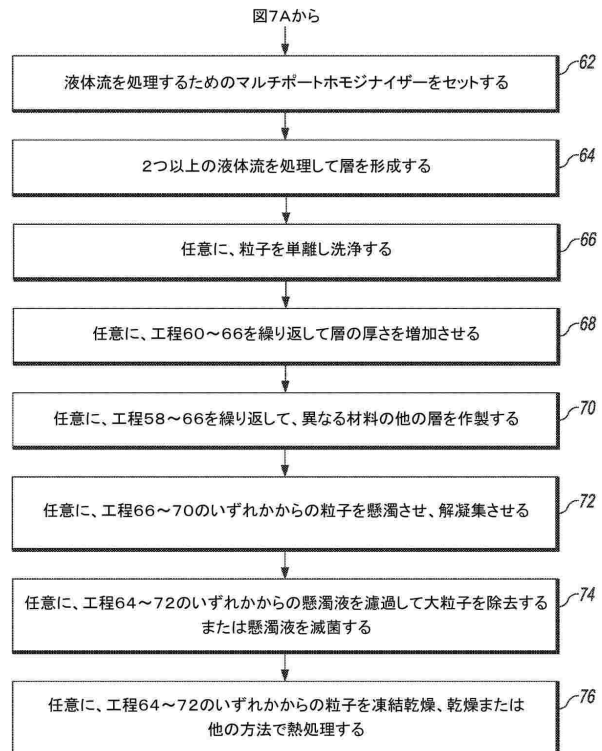 図7Aから
液体流を処理するためのマルチポートホモジナイザーをセットする
62
2つ以上の液体流を処理して層を形成する
64
任意に、粒子を単離し洗浄する
66
任意に、工程60～66を繰り返して層の厚さを増加させる
68
任意に、工程58～66を繰り返して、異なる材料の他の層を作製する
70
任意に、工程66～70のいずれかからの粒子を懸濁させ、解凝集させる
72
任意に、工程64～72のいずれかからの懸濁液を濾過して大粒子を除去する
または懸濁液を滅菌する
74
任意に、工程64～72のいずれかからの粒子を凍結乾燥、乾燥または
他の方法で熱処理する
76